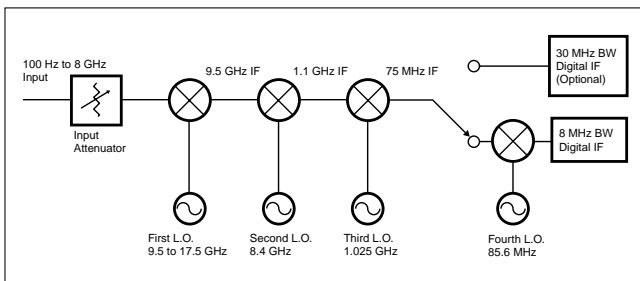 100 Hz to 8 GHz
Input
Input
Attenuator
9.5 GHz IF
1.1 GHz IF
75 MHz IF
30 MHz BW
Digital IF
(Optional)
8 MHz BW
Digital IF
First L.O.
9.5 to 17.5 GHz
Second L.O.
8.4 GHz
Third L.O.
1.025 GHz
Fourth L.O.
85.6 MHz